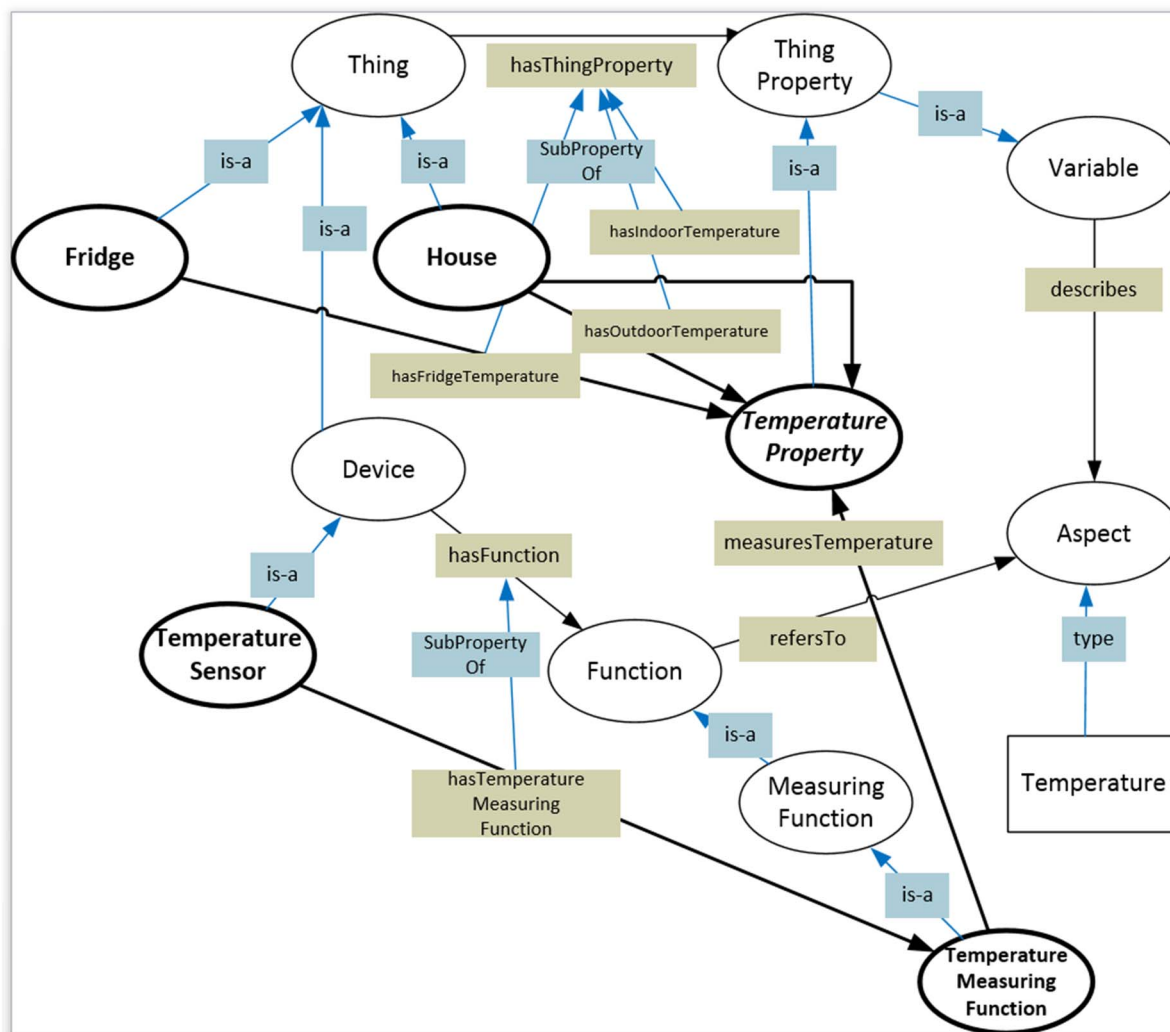 Thing
hasThingProperty
Thing
Property
is-a
is-a
is-a
SubProperty
Of
is-a
Variable
is-a
hasIndoorTemperature
Fridge
House
describes
hasOutdoorTemperature
hasFridgeTemperature
Temperature
Property
Device
hasFunction
measuresTemperature
Aspect
is-a
Temperature
Sensor
SubProperty
Of
Function
refersTo
type
is-a
hasTemperature
Measuring
Function
Measuring
Function
Temperature
is-a
Temperature
Measuring
Function